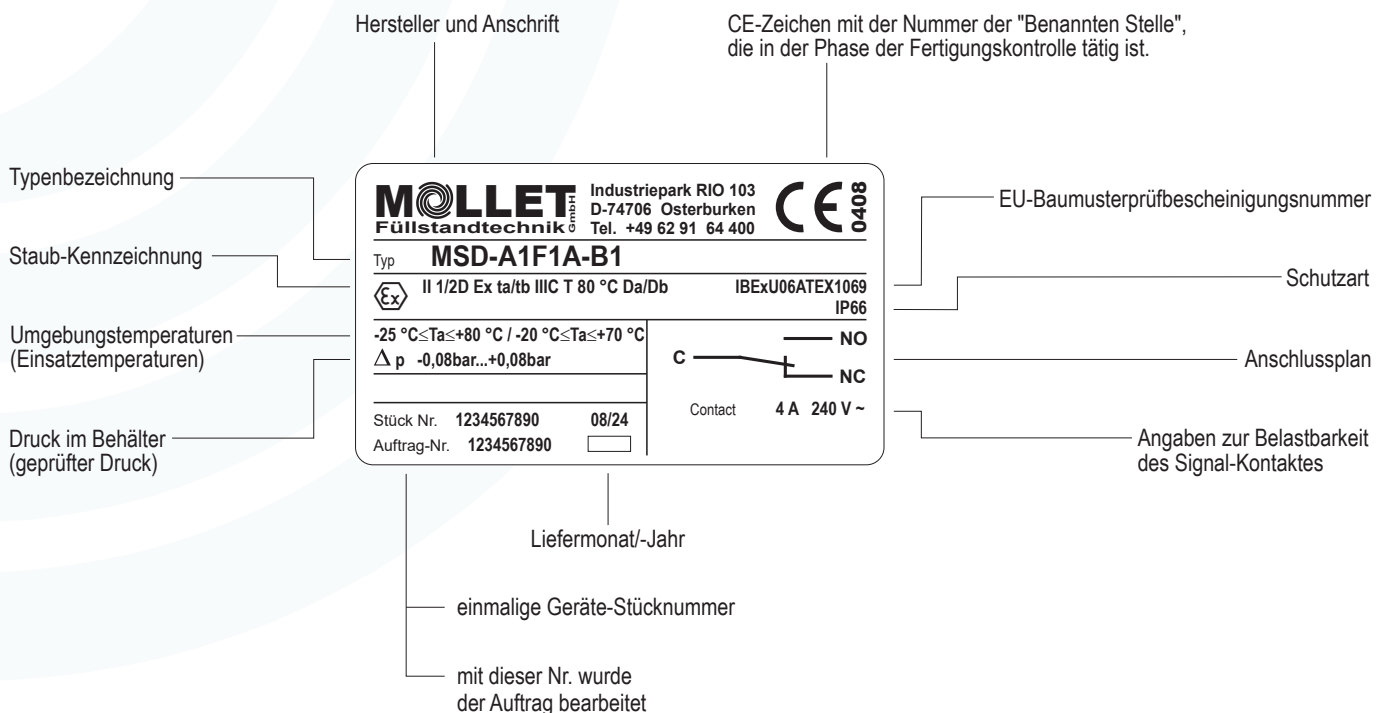 Hersteller und Anschrift
CE-Zeichen mit der Nummer der "Benannten Stelle",
die in der Phase der Fertigungskontrolle tätig ist.
Typenbezeichnung
Staub-Kennzeichnung
Umgebungstemperaturen
(Einsatztemperaturen)
Druck im Behälter
(geprüfter Druck)
MOLLET GmbH
Füllstandtechnik
Industriepark RIO 103
D-74706 Osterburken
Tel. +49 62 91 64 400
CE 0408
Typ MSD-A1F1A-B1
Ex II 1/2D Ex ta/tb IIIC T 80 °C Da/Db IBExU06ATEX1069
IP66
-25 °C≤Ta≤+80 °C / -20 °C≤Ta≤+70 °C
Δ p -0,08bar...+0,08bar
NO
C
NC
Contact 4 A 240 V ~
Stück Nr. 1234567890 08/24
Auftrag-Nr. 1234567890
EU-Baumusterprüfbescheinigungsnummer
Schutzart
Anschlussplan
Angaben zur Belastbarkeit
des Signal-Kontaktes
Liefermonat/-Jahr
einmalige Geräte-Stücknummer
mit dieser Nr. wurde
der Auftrag bearbeitet